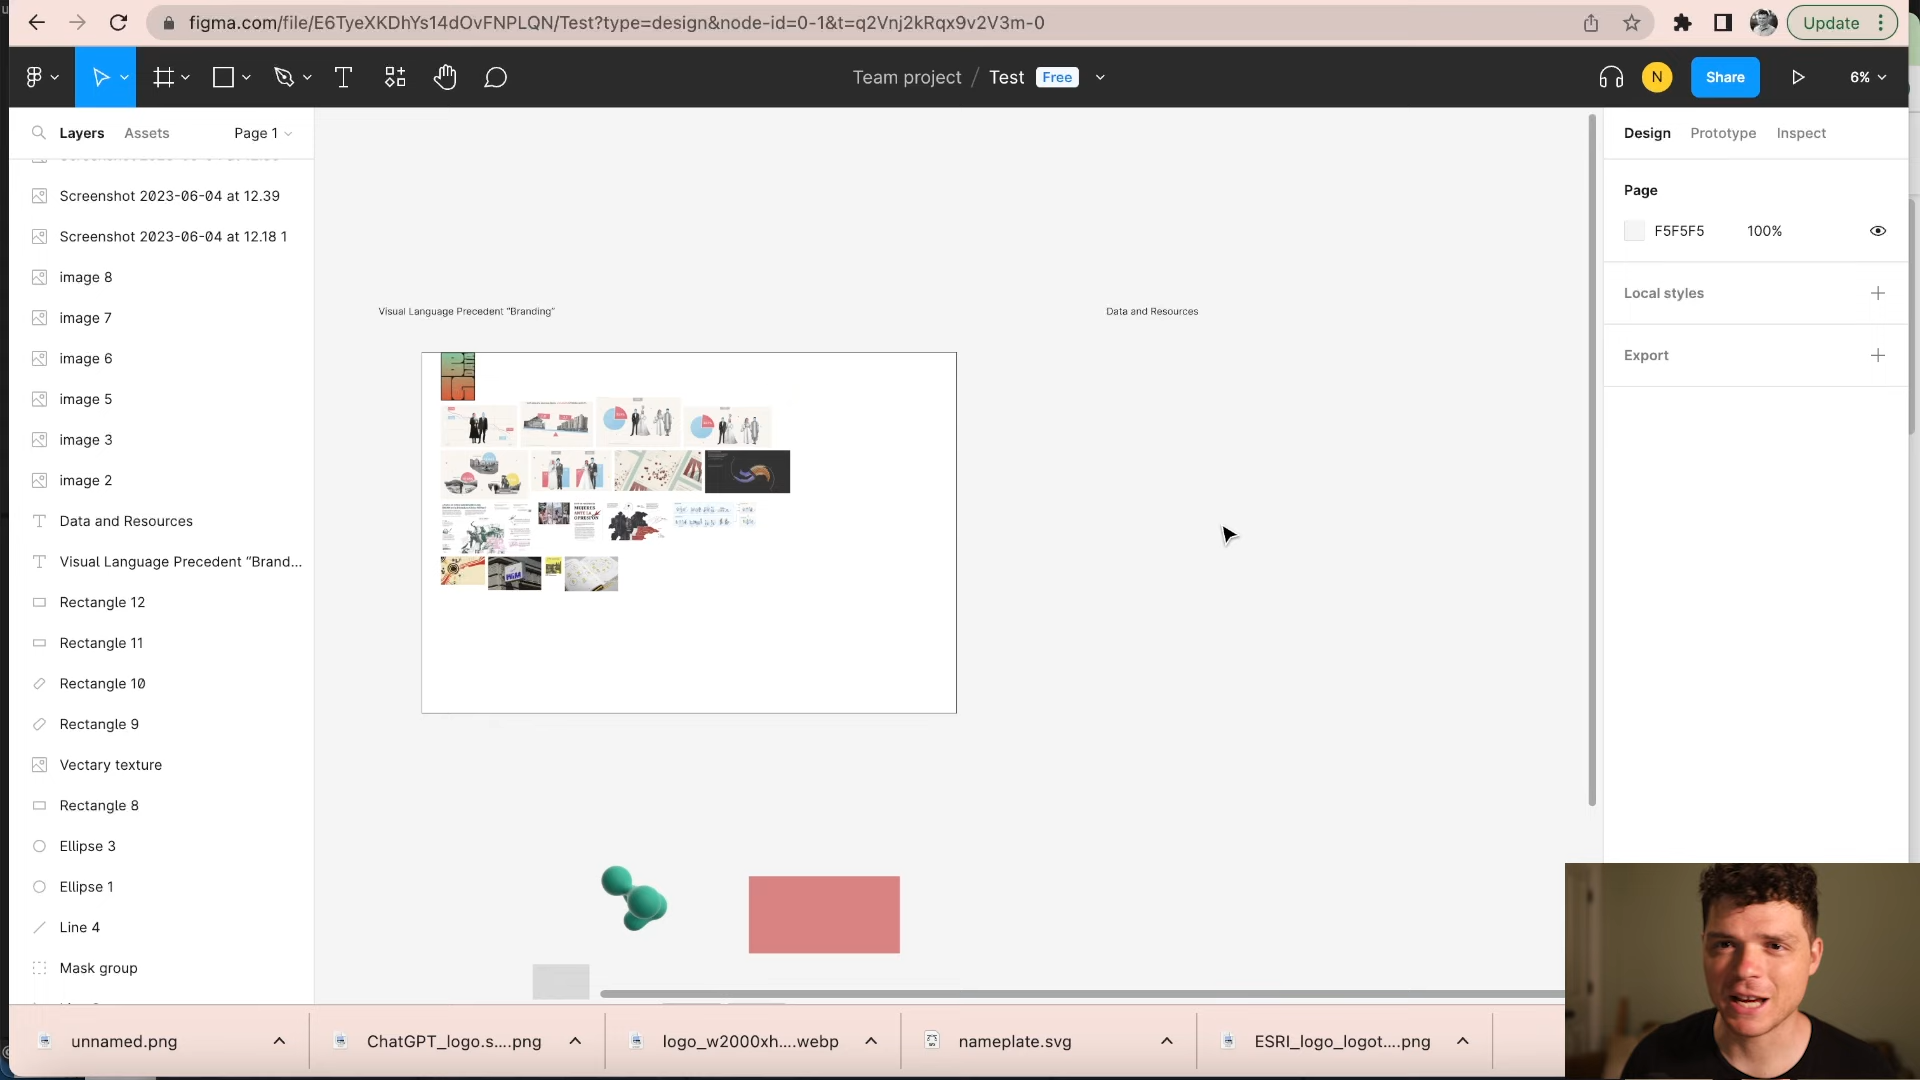 figma.com/file/E6TyeXKDhYs14dOvFNPLQN/Test?type=design&node-id=0-1&t=q2Vnj2kRqx9v2V3m-0
Update
Team project / Test Free
N
Share
6%
Layers
Assets
Page 1
Screenshot 2023-06-04 at 12.39
Screenshot 2023-06-04 at 12.18 1
image 8
image 7
image 6
image 5
image 3
image 2
Data and Resources
Visual Language Precedent “Brand...
Rectangle 12
Rectangle 11
Rectangle 10
Rectangle 9
Vectary texture
Rectangle 8
Ellipse 3
Ellipse 1
Line 4
Mask group
Visual Language Precedent “Branding”
Data and Resources
Design
Prototype
Inspect
Page
F5F5F5
100%
Local styles
Export
unnamed.png
ChatGPT_logo.s....png
logo_w2000xh....webp
nameplate.svg
ESRI_logo_logot....png